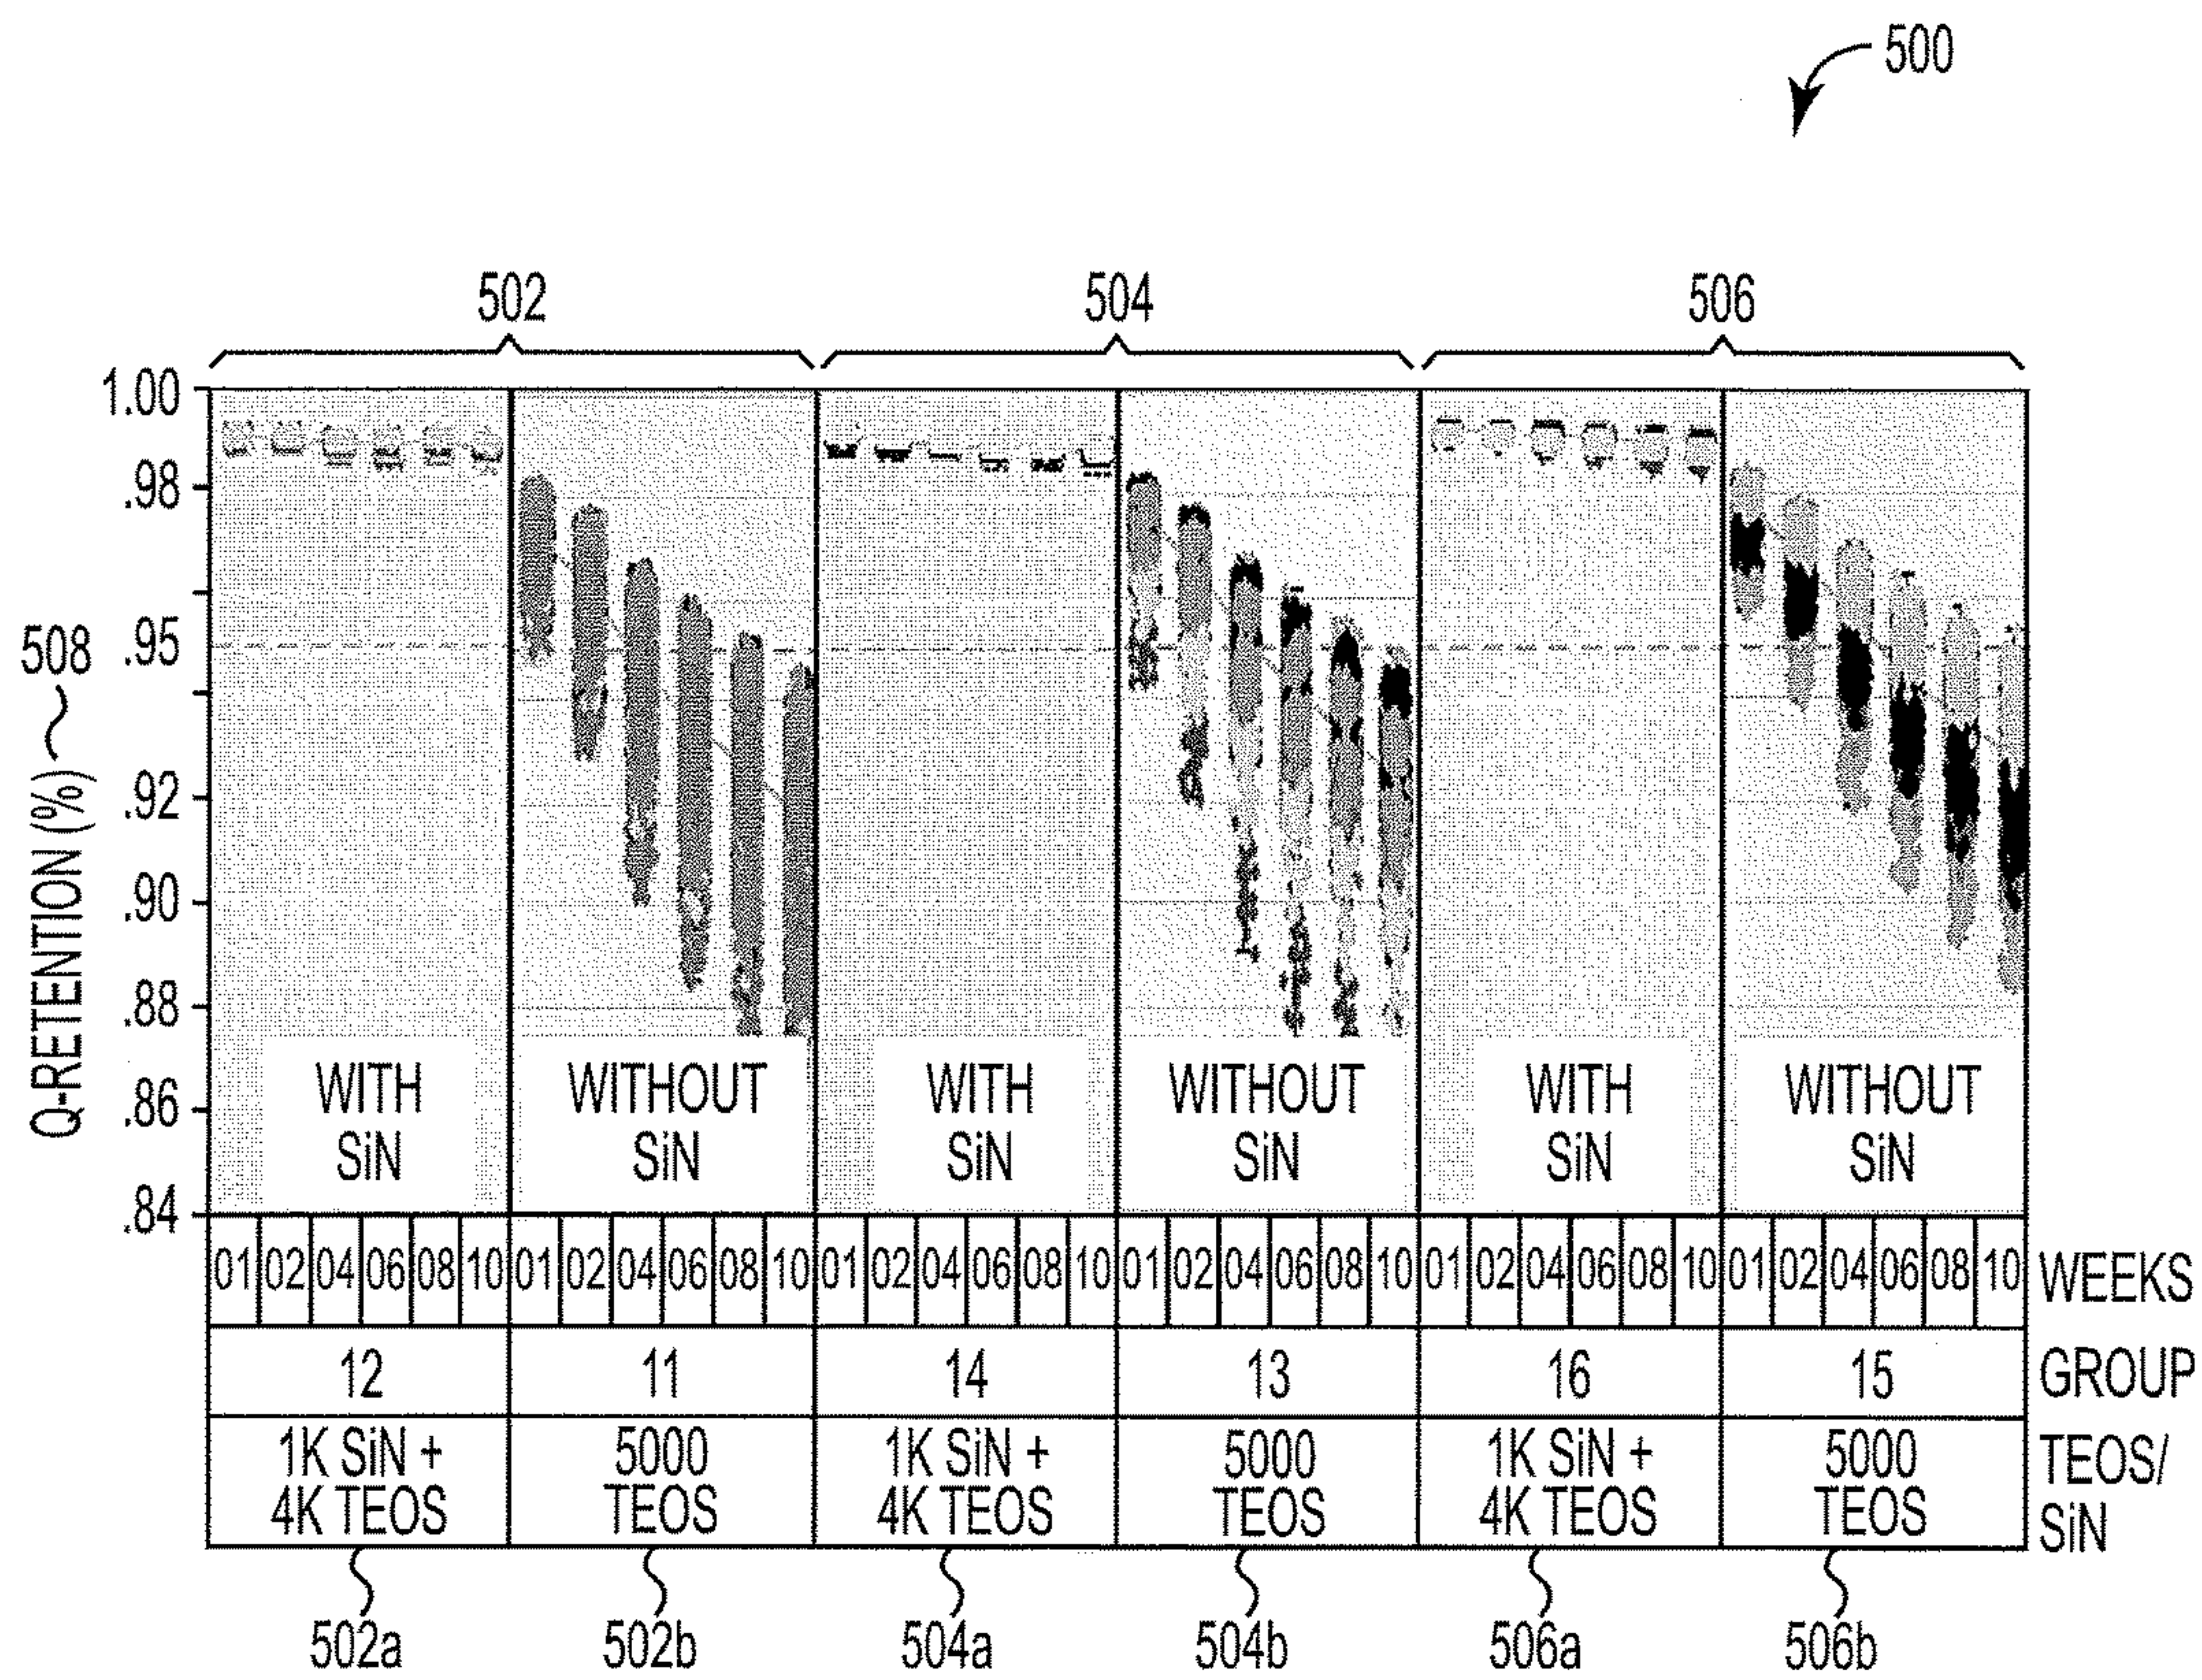 500
502 504 506
1.00
.98
.95
.92
.90
.88
.86
.84
508
Q-RETENTION (%)
WITH SiN
WITHOUT SiN
WITH SiN
WITHOUT SiN
WITH SiN
WITHOUT SiN
01 02 04 06 08 10 01 02 04 06 08 10 01 02 04 06 08 10 01 02 04 06 08 10 01 02 04 06 08 10 01 02 04 06 08 10 WEEKS
12 11 14 13 16 15 GROUP
1K SiN + 5000 1K SiN + 5000 1K SiN + 5000 TEOS/
4K TEOS TEOS 4K TEOS TEOS 4K TEOS TEOS SiN
502a 502b 504a 504b 506a 506b